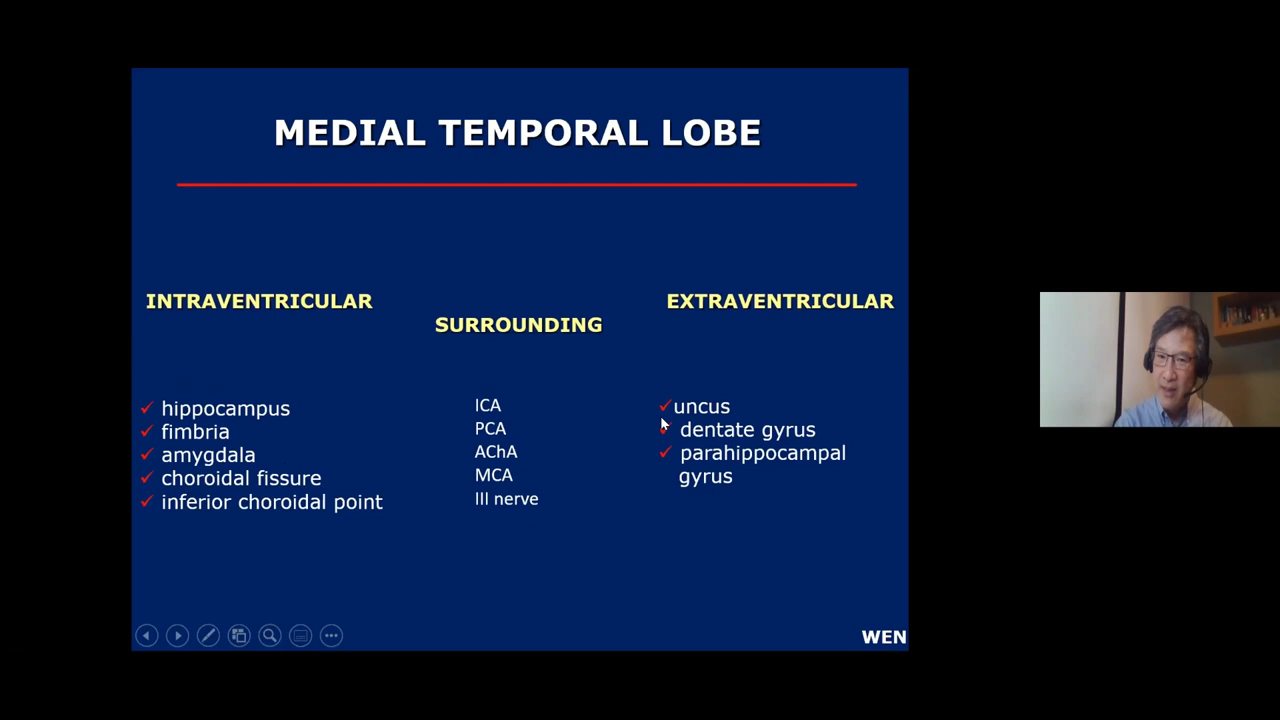 MEDIAL TEMPORAL LOBE
INTRAVENTRICULAR
hippocampus
fimbria
amygdala
choroidal fissure
inferior choroidal point
SURROUNDING
ICA
PCA
AChA
MCA
III nerve
EXTRAVENTRICULAR
uncus
dentate gyrus
parahippocampal
gyrus
WEN